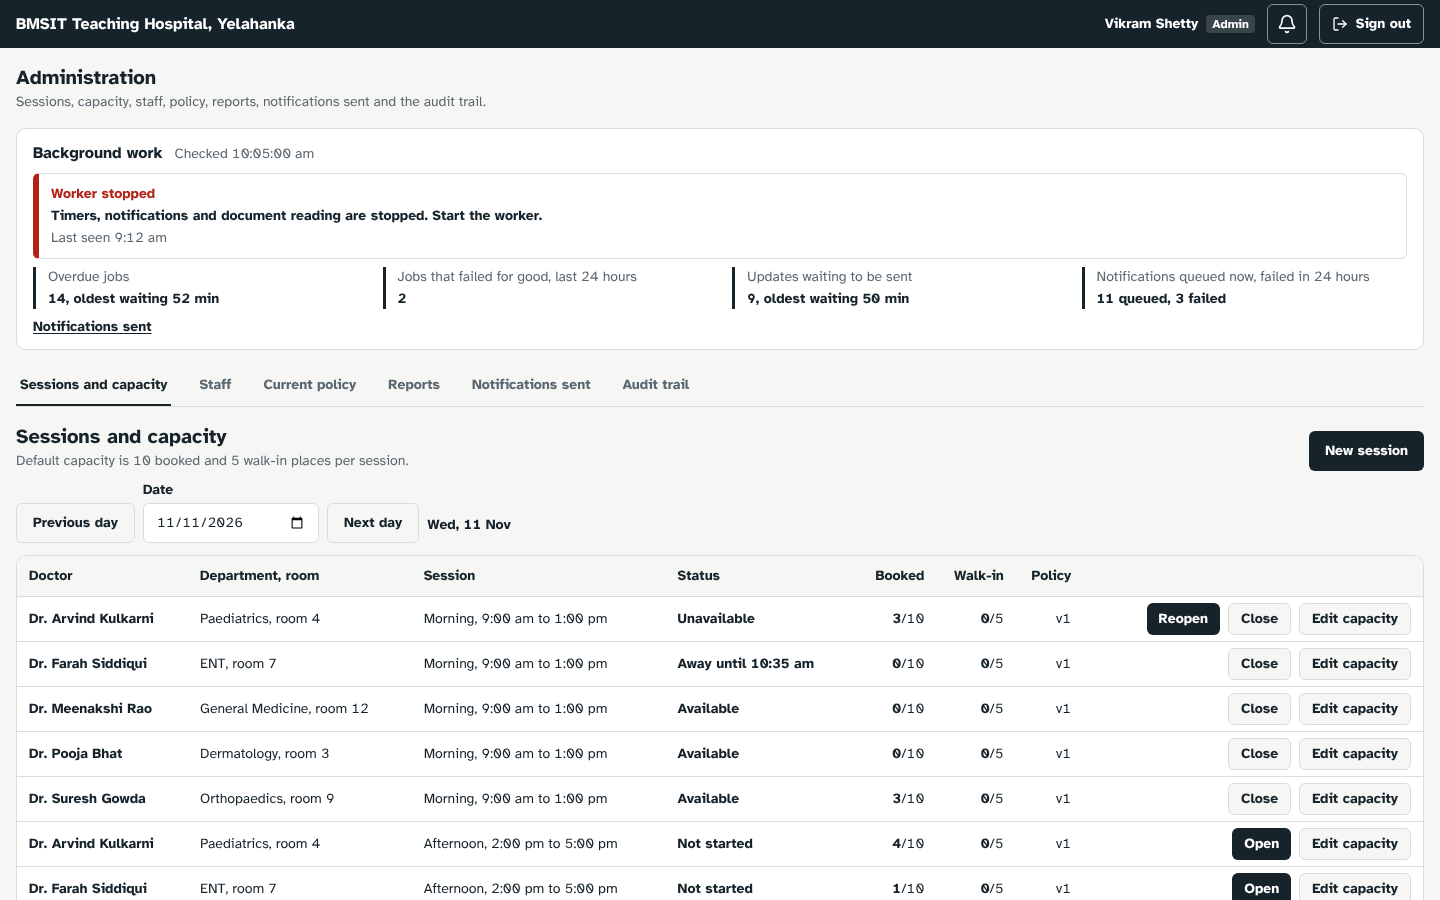 BMSIT Teaching Hospital, Yelahanka
Vikram Shetty Admin Sign out
Administration
Sessions, capacity, staff, policy, reports, notifications sent and the audit trail.
Background work Checked 10:05:00 am
Worker stopped
Timers, notifications and document reading are stopped. Start the worker.
Last seen 9:12 am
Overdue jobs
14, oldest waiting 52 min
Jobs that failed for good, last 24 hours
2
Updates waiting to be sent
9, oldest waiting 50 min
Notifications queued now, failed in 24 hours
11 queued, 3 failed
Notifications sent
Sessions and capacity Staff Current policy Reports Notifications sent Audit trail
Sessions and capacity
Default capacity is 10 booked and 5 walk-in places per session.
New session
Date
Previous day 11/11/2026 Next day Wed, 11 Nov
Doctor Department, room Session Status Booked Walk-in Policy
Dr. Arvind Kulkarni Paediatrics, room 4 Morning, 9:00 am to 1:00 pm Unavailable 3/10 0/5 v1 Reopen Close Edit capacity
Dr. Farah Siddiqui ENT, room 7 Morning, 9:00 am to 1:00 pm Away until 10:35 am 0/10 0/5 v1 Close Edit capacity
Dr. Meenakshi Rao General Medicine, room 12 Morning, 9:00 am to 1:00 pm Available 0/10 0/5 v1 Close Edit capacity
Dr. Pooja Bhat Dermatology, room 3 Morning, 9:00 am to 1:00 pm Available 0/10 0/5 v1 Close Edit capacity
Dr. Suresh Gowda Orthopaedics, room 9 Morning, 9:00 am to 1:00 pm Available 3/10 0/5 v1 Close Edit capacity
Dr. Arvind Kulkarni Paediatrics, room 4 Afternoon, 2:00 pm to 5:00 pm Not started 4/10 0/5 v1 Open Edit capacity
Dr. Farah Siddiqui ENT, room 7 Afternoon, 2:00 pm to 5:00 pm Not started 1/10 0/5 v1 Open Edit capacity